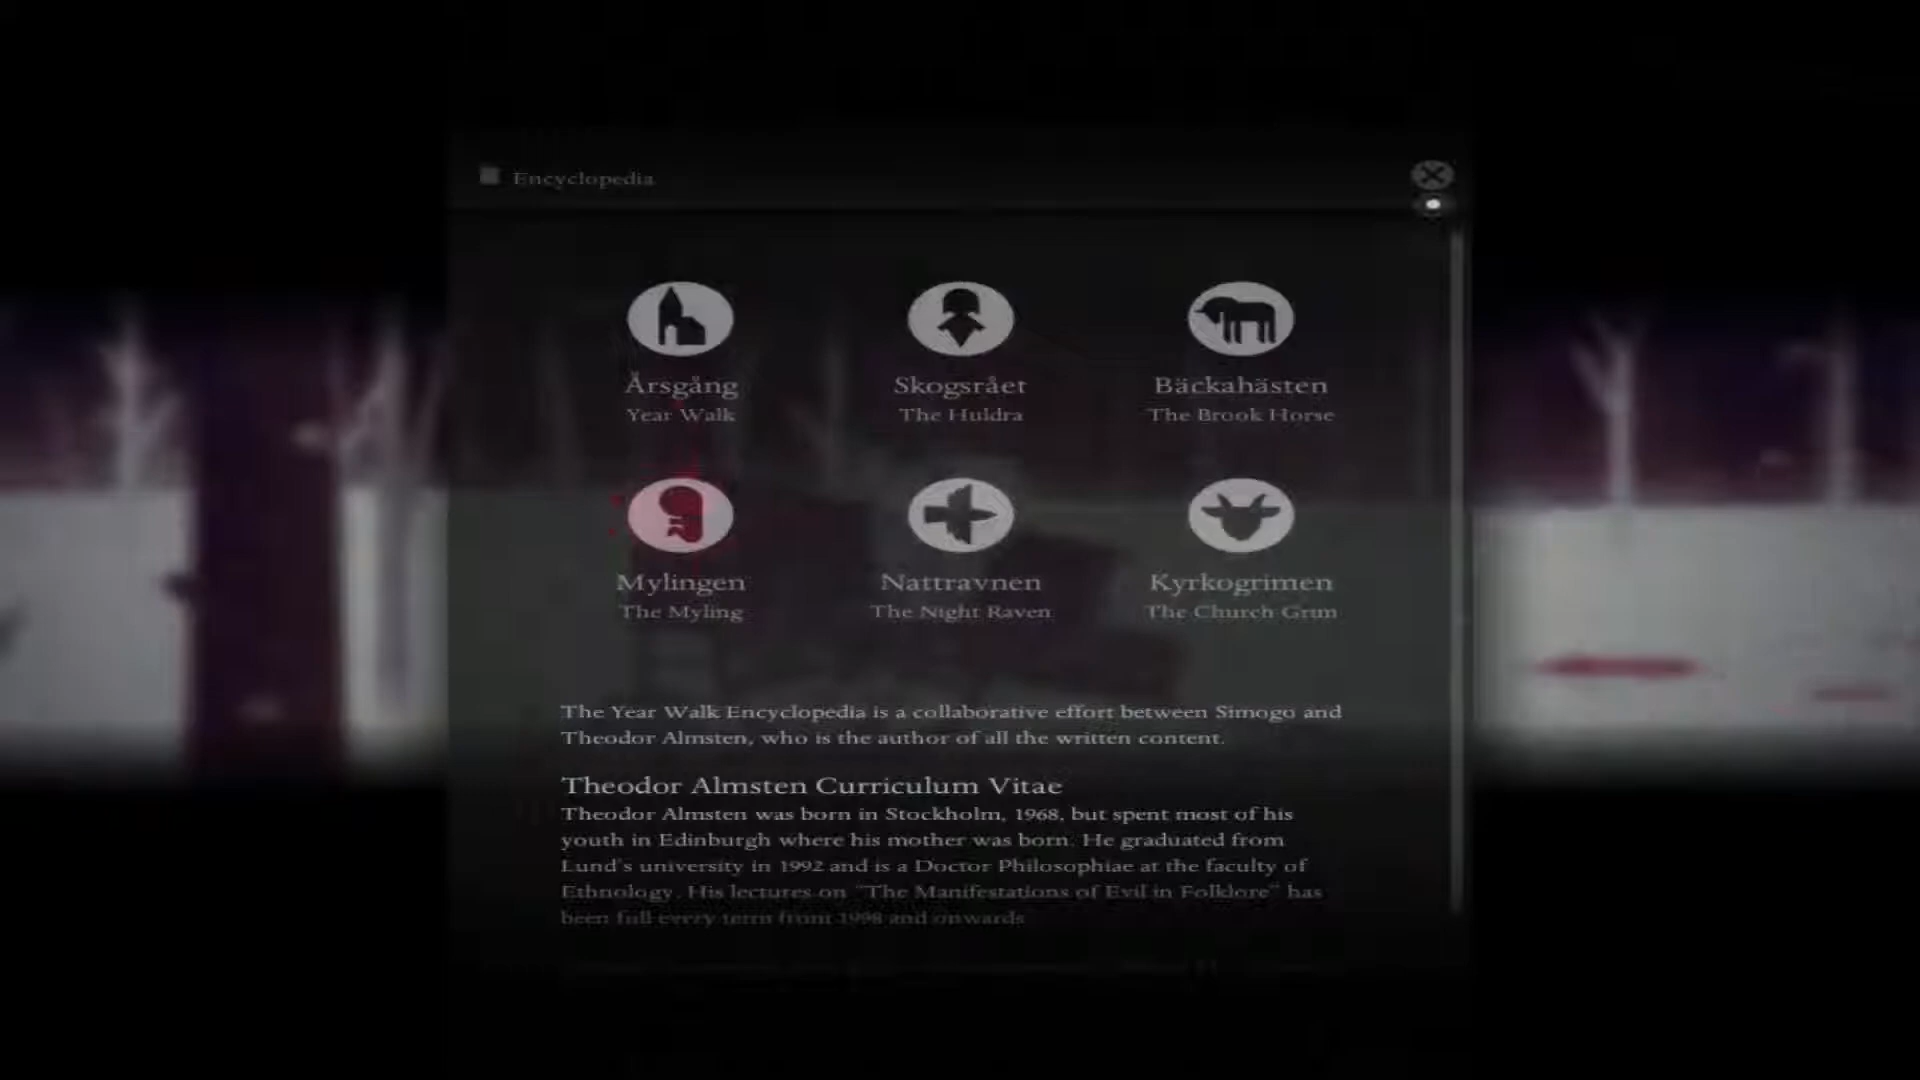 Encyclopedia
Årsgång
Year Walk
Skogsrået
The Huldra
Bäckahästen
The Brook Horse
Mylingen
The Myling
Nattravnen
The Night Raven
Kyrkogrimen
The Church Grim
The Year Walk Encyclopedia is a collaborative effort between Simogo and
Theodor Almsten, who is the author of all the written content.
Theodor Almsten Curriculum Vitae
Theodor Almsten was born in Stockholm, 1968, but spent most of his
youth in Edinburgh where his mother was born. He graduated from
Lund's university in 1992 and is a Doctor Philosophiae at the faculty of
Ethnology. His lectures on "The Manifestations of Evil in Folklore" has
been full every term from 1998 and onwards